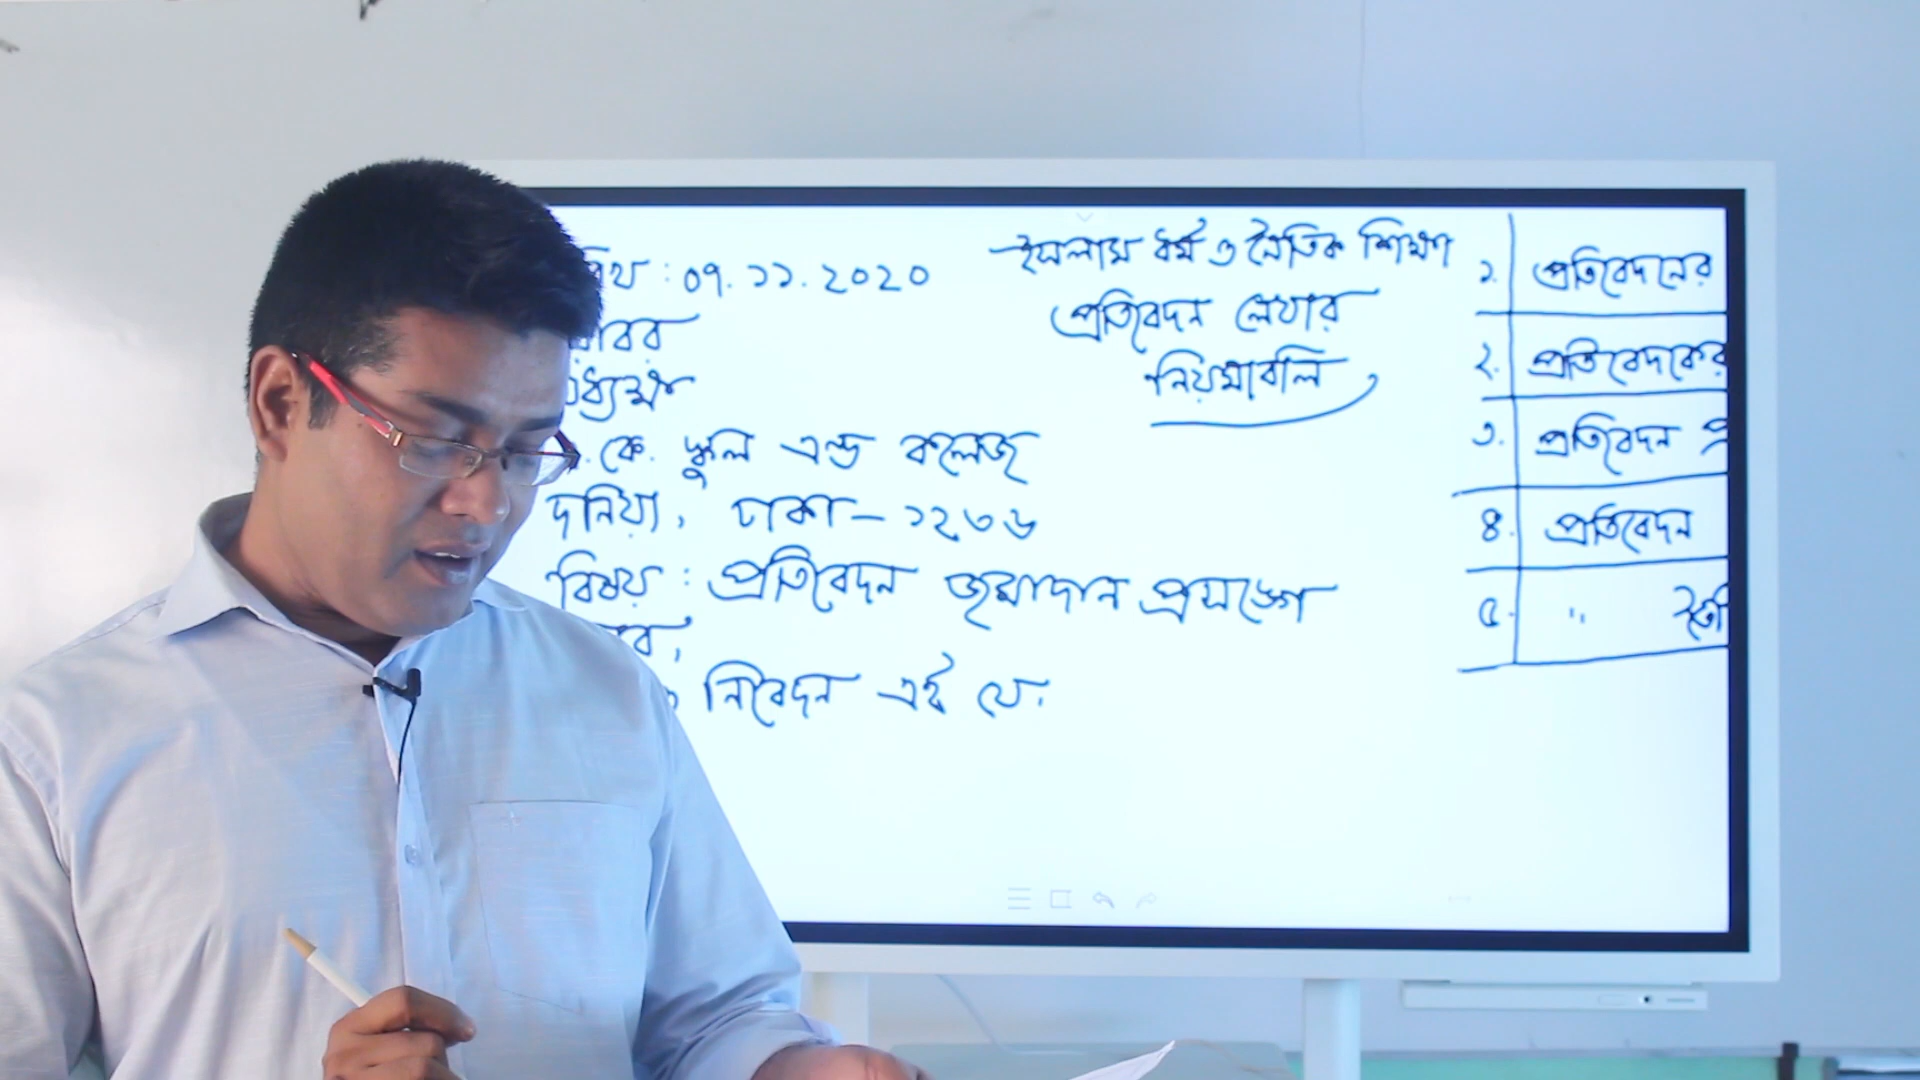 : ০৭. ১১. ২০২০
কে. স্কুল এন্ড কলেজ
দনিয়া, ঢাকা - ১২৩৬
বিষয় : প্রতিবেদন জমাদান প্রসঙ্গে
নিবেদন এই যে,
ইসলাম ধর্ম ও নৈতিক শিক্ষা
প্রতিবেদন লেখার
নিয়মাবলি
১. প্রতিবেদনের
২. প্রতিবেদকের
৩. প্রতিবেদন
৪. প্রতিবেদন
৫. "